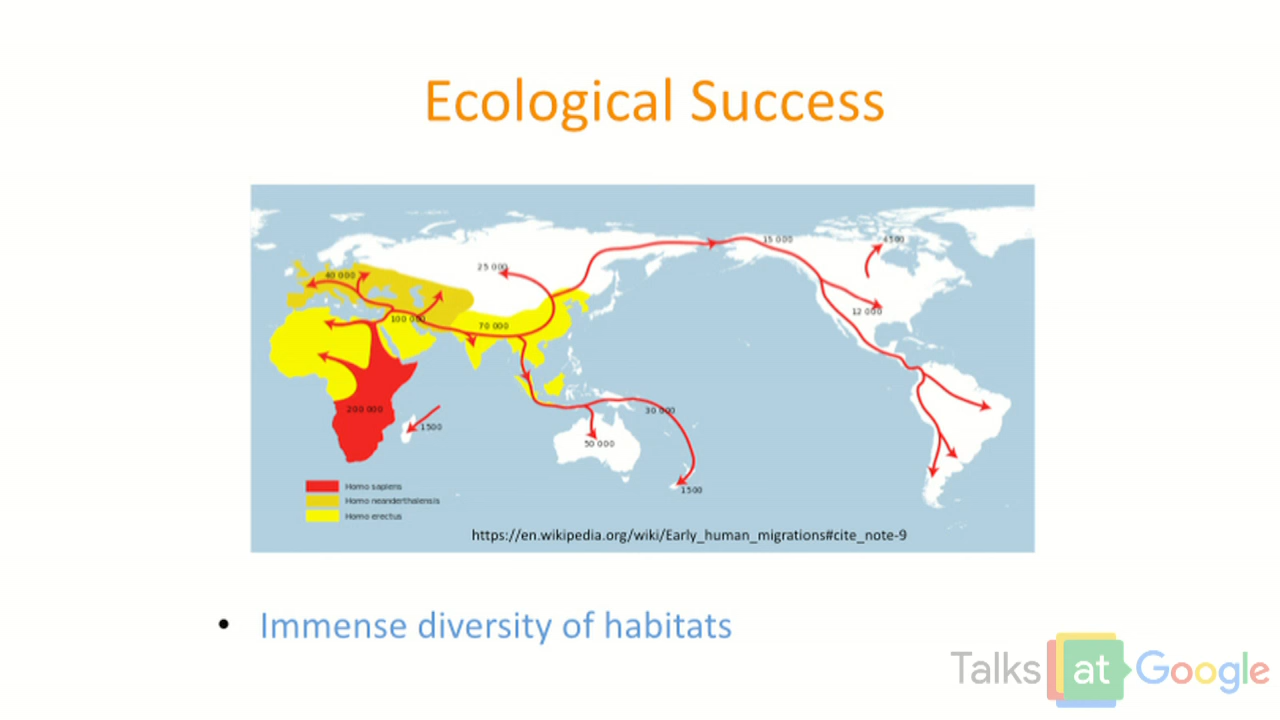 Ecological Success
15 000
4500
25 000
40 000
12 000
100 000
70 000
200 000
30 000
1500
50 000
1500
Homo sapiens
Homo neanderthalensis
Homo erectus
https://en.wikipedia.org/wiki/Early_human_migrations#cite_note-9
• Immense diversity of habitats
Talks at Google